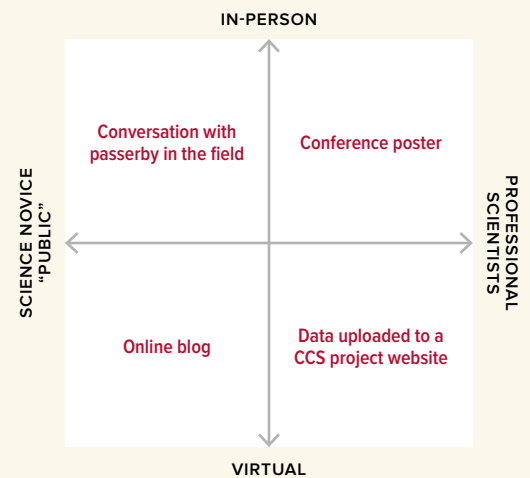 IN-PERSON
Conversation with
passerby in the field
Conference poster
SCIENCE NOVICE
“PUBLIC”
PROFESSIONAL
SCIENTISTS
Online blog
Data uploaded to a
CCS project website
VIRTUAL